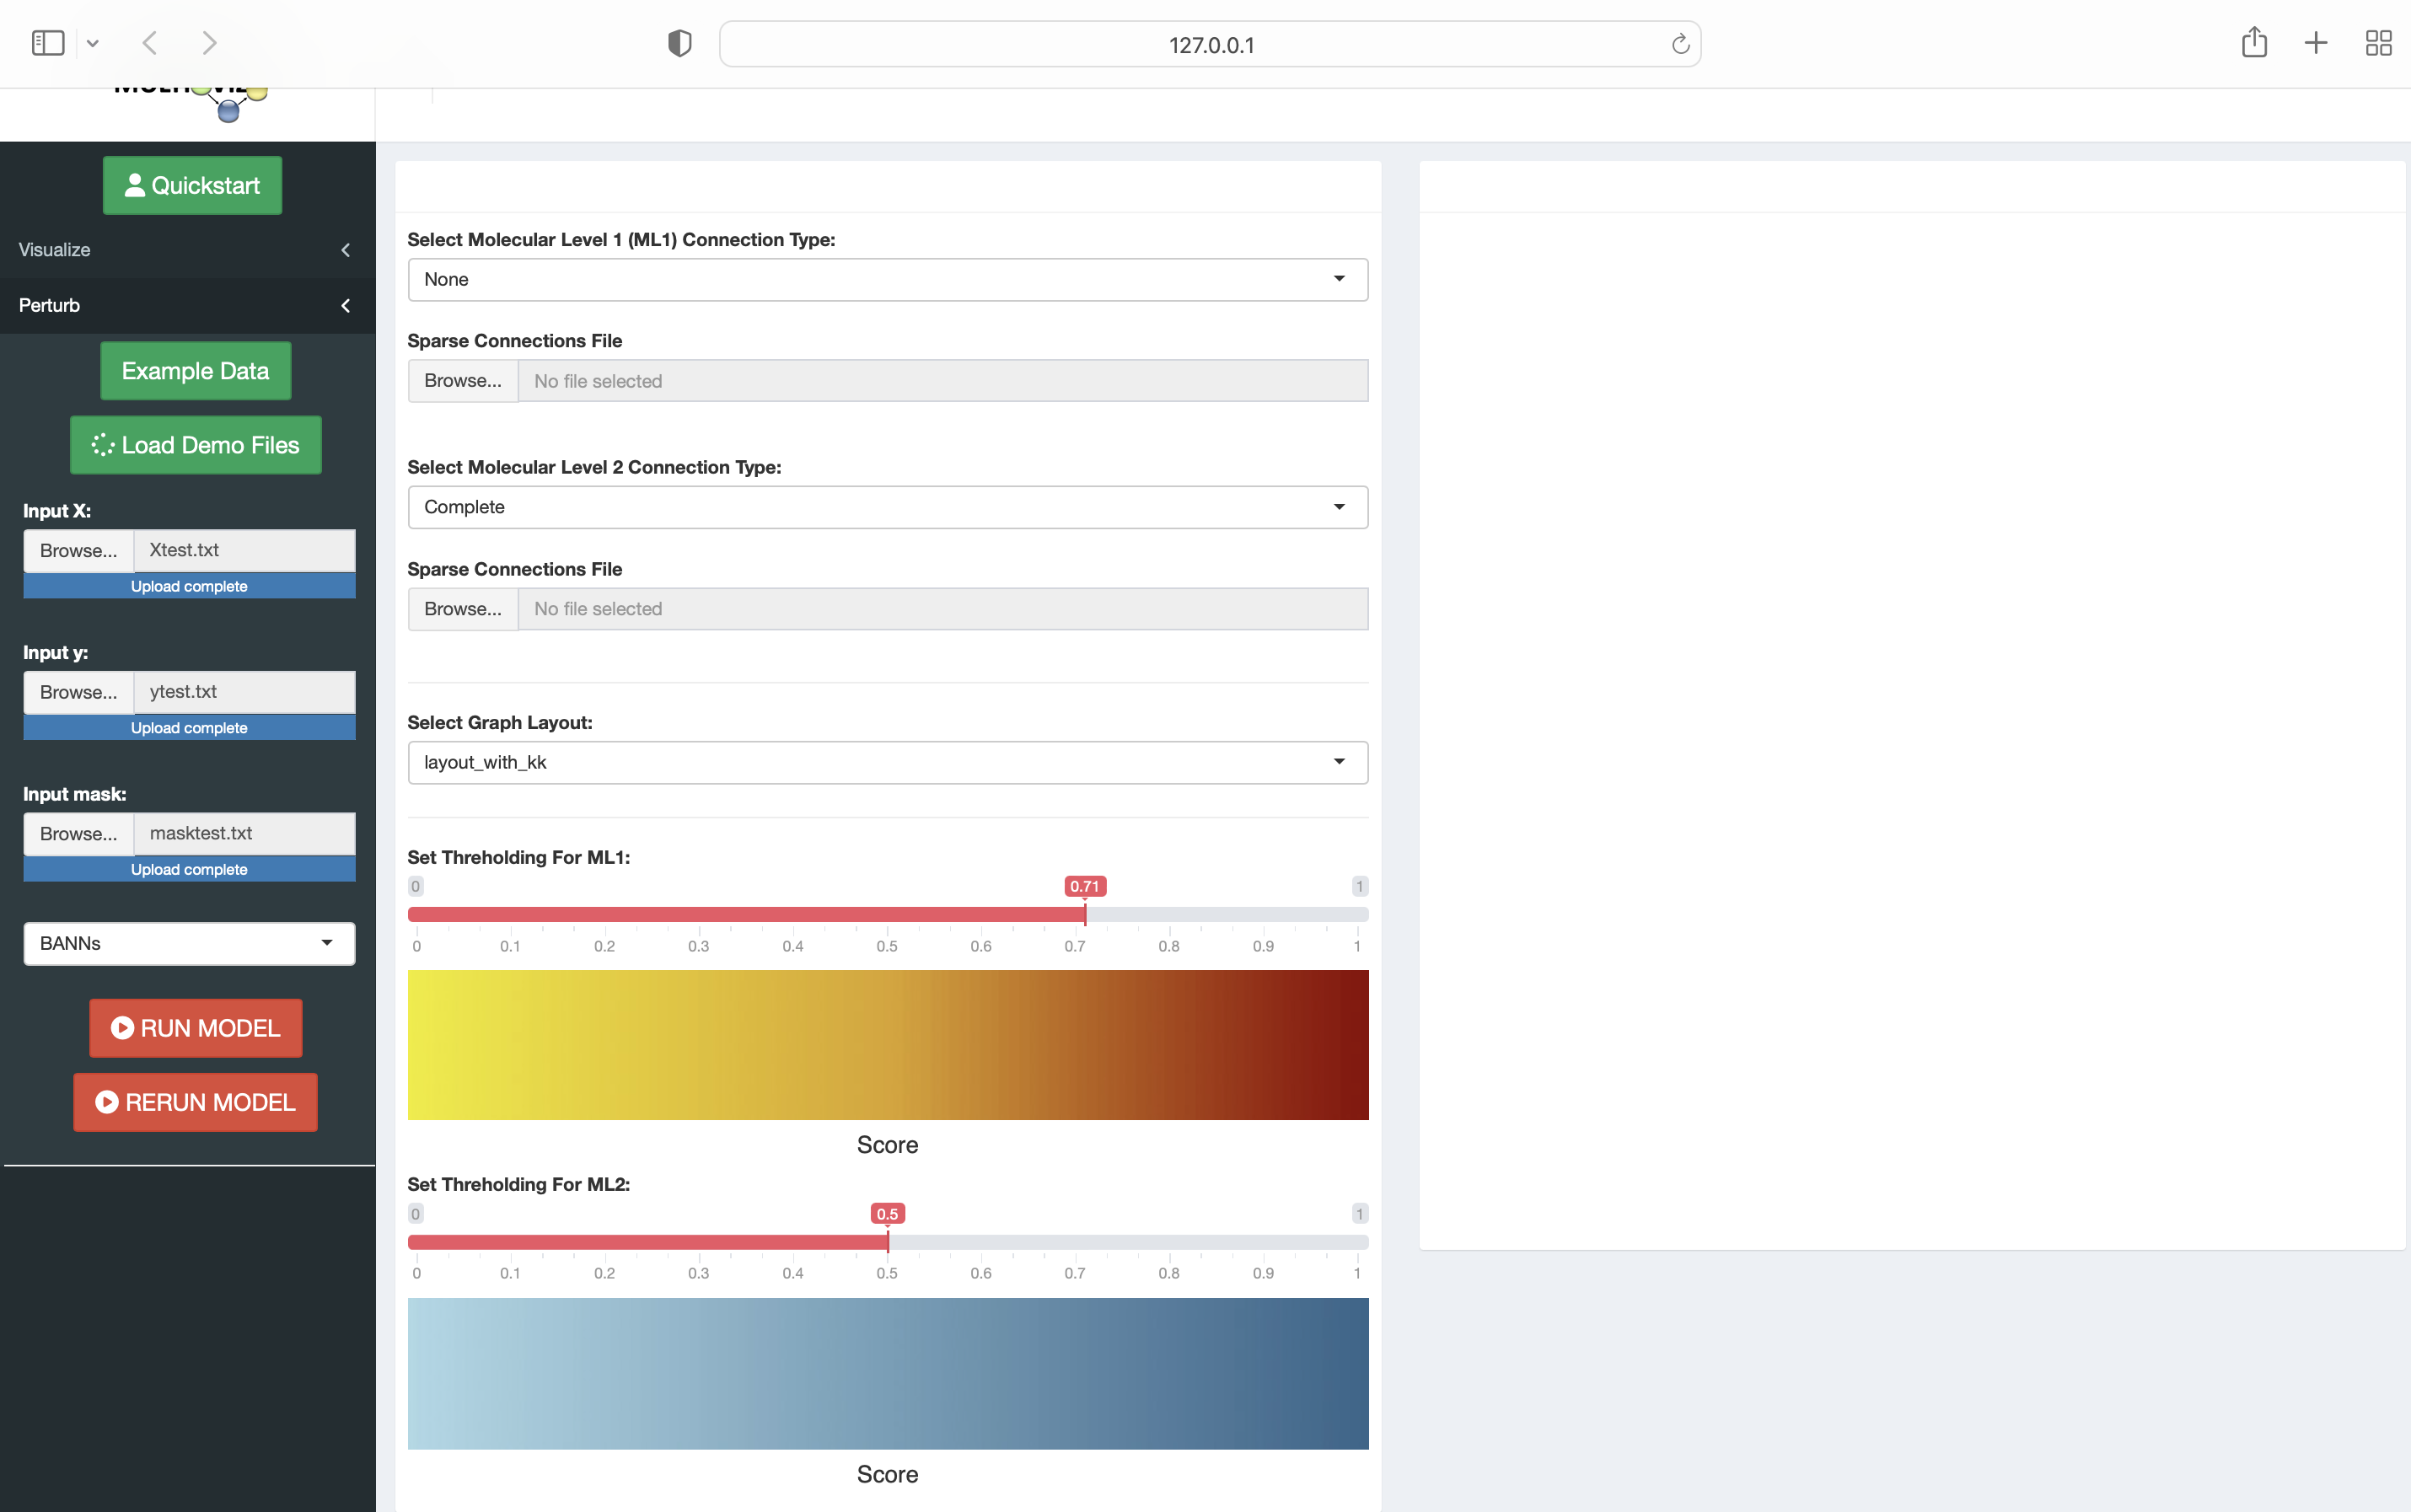 127.0.0.1
Quickstart
Visualize
Perturb
Example Data
Load Demo Files
Input X:
Browse... Xtest.txt
Upload complete
Input y:
Browse... ytest.txt
Upload complete
Input mask:
Browse... masktest.txt
Upload complete
BANNs
RUN MODEL
RERUN MODEL
Select Molecular Level 1 (ML1) Connection Type:
None
Sparse Connections File
Browse... No file selected
Select Molecular Level 2 Connection Type:
Complete
Sparse Connections File
Browse... No file selected
Select Graph Layout:
layout_with_kk
Set Threholding For ML1:
0 0.71 1
0 0.1 0.2 0.3 0.4 0.5 0.6 0.7 0.8 0.9 1
Score
Set Threholding For ML2:
0 0.5 1
0 0.1 0.2 0.3 0.4 0.5 0.6 0.7 0.8 0.9 1
Score